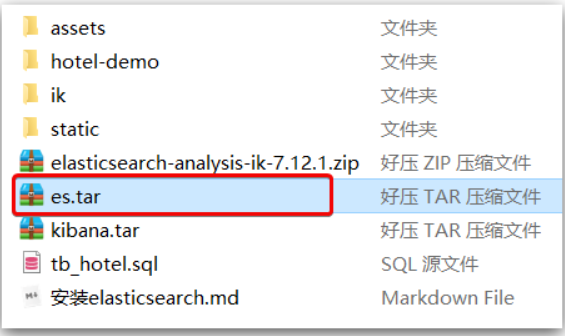 assets 文件夹
hotel-demo 文件夹
ik 文件夹
static 文件夹
elasticsearch-analysis-ik-7.12.1.zip 好压 ZIP 压缩文件
es.tar 好压 TAR 压缩文件
kibana.tar 好压 TAR 压缩文件
tb_hotel.sql SQL 源文件
M↓ 安装elasticsearch.md Markdown File